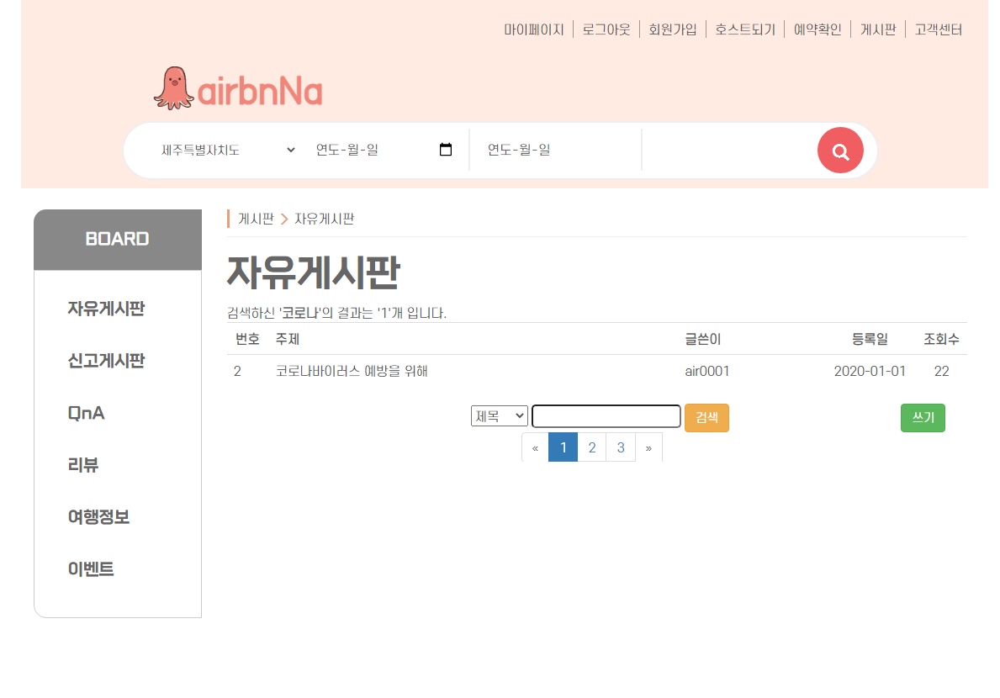 마이페이지 로그아웃 회원가입 호스트되기 예약확인 게시판 고객센터
airbnNa
제주특별자치도 연도-월-일 연도-월-일
BOARD
자유게시판
신고게시판
QnA
리뷰
여행정보
이벤트
게시판 > 자유게시판
자유게시판
검색하신 '코로나'의 결과는 '1'개 입니다.
번호 주제 글쓴이 등록일 조회수
2 코로나바이러스 예방을 위해 air0001 2020-01-01 22
제목 검색 쓰기
« 1 2 3 »